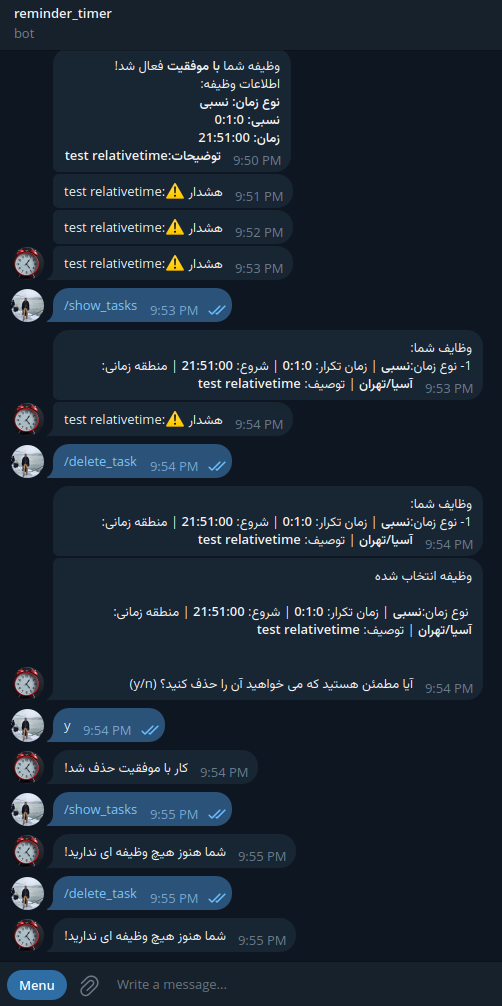 reminder_timer
bot
وظیفه شما با موفقیت فعال شد!
اطلاعات وظیفه:
نوع زمان: نسبی
نسبی: 0:1:0
زمان: 21:51:00
توضیحات:test relativetime
9:50 PM
هشدار ⚠️:test relativetime
9:51 PM
هشدار ⚠️:test relativetime
9:52 PM
هشدار ⚠️:test relativetime
9:53 PM
/show_tasks 9:53 PM
وظایف شما:
1- نوع زمان:نسبی | زمان تکرار: 0:1:0 | شروع: 21:51:00 | منطقه زمانی:
آسیا/تهران | توصیف: test relativetime
9:53 PM
هشدار ⚠️:test relativetime
9:54 PM
/delete_task 9:54 PM
وظایف شما:
1- نوع زمان:نسبی | زمان تکرار: 0:1:0 | شروع: 21:51:00 | منطقه زمانی:
آسیا/تهران | توصیف: test relativetime
9:54 PM
وظیفه انتخاب شده
نوع زمان:نسبی | زمان تکرار: 0:1:0 | شروع: 21:51:00 | منطقه زمانی:
آسیا/تهران | توصیف: test relativetime
آیا مطمئن هستید که می خواهید آن را حذف کنید؟ (y/n)
9:54 PM
y 9:54 PM
کار با موفقیت حذف شد!
9:54 PM
/show_tasks 9:55 PM
شما هنوز هیچ وظیفه ای ندارید!
9:55 PM
/delete_task 9:55 PM
شما هنوز هیچ وظیفه ای ندارید!
9:55 PM
Menu
Write a message...